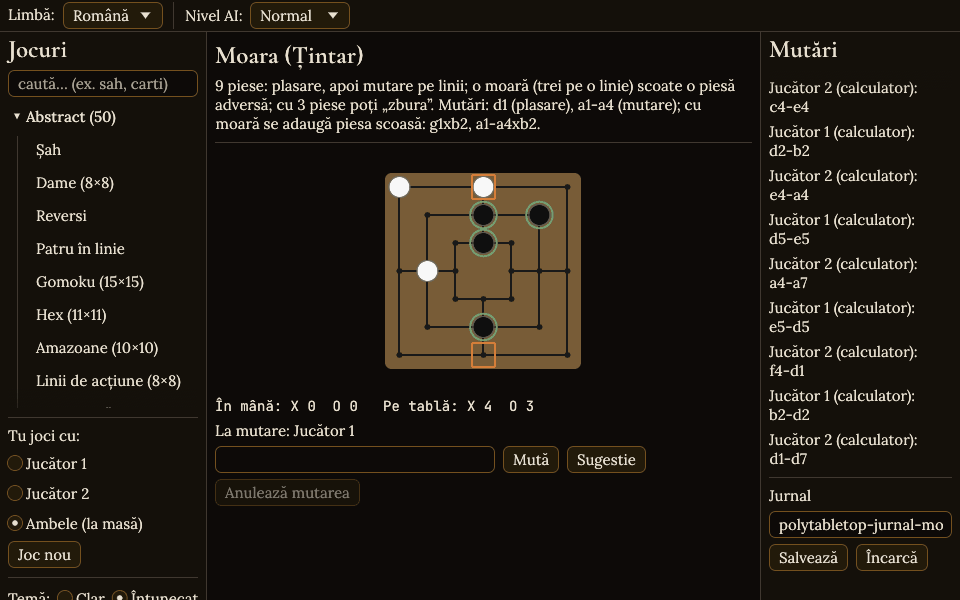 Limbă: Română ▼ Nivel AI: Normal ▼
Jocuri
caută... (ex. sah, carti)
▼ Abstract (50)
Șah
Dame (8×8)
Reversi
Patru în linie
Gomoku (15×15)
Hex (11×11)
Amazoane (10×10)
Linii de acțiune (8×8)
Tu joci cu:
Jucător 1
Jucător 2
Ambele (la masă)
Joc nou
Temă: Clar Întunecat
Moara (Țintar)
9 piese: plasare, apoi mutare pe linii; o moară (trei pe o linie) scoate o piesă
adversă; cu 3 piese poți „zbura”. Mutări: d1 (plasare), a1-a4 (mutare); cu
moară se adaugă piesa scoasă: g1xb2, a1-a4xb2.
În mână: X 0 O 0 Pe tablă: X 4 O 3
La mutare: Jucător 1
Mută Sugestie
Anulează mutarea
Mutări
Jucător 2 (calculator):
c4-e4
Jucător 1 (calculator):
d2-b2
Jucător 2 (calculator):
e4-a4
Jucător 1 (calculator):
d5-e5
Jucător 2 (calculator):
a4-a7
Jucător 1 (calculator):
e5-d5
Jucător 2 (calculator):
f4-d1
Jucător 1 (calculator):
b2-d2
Jucător 2 (calculator):
d1-d7
Jurnal
polytabletop-jurnal-mo
Salvează Încarcă